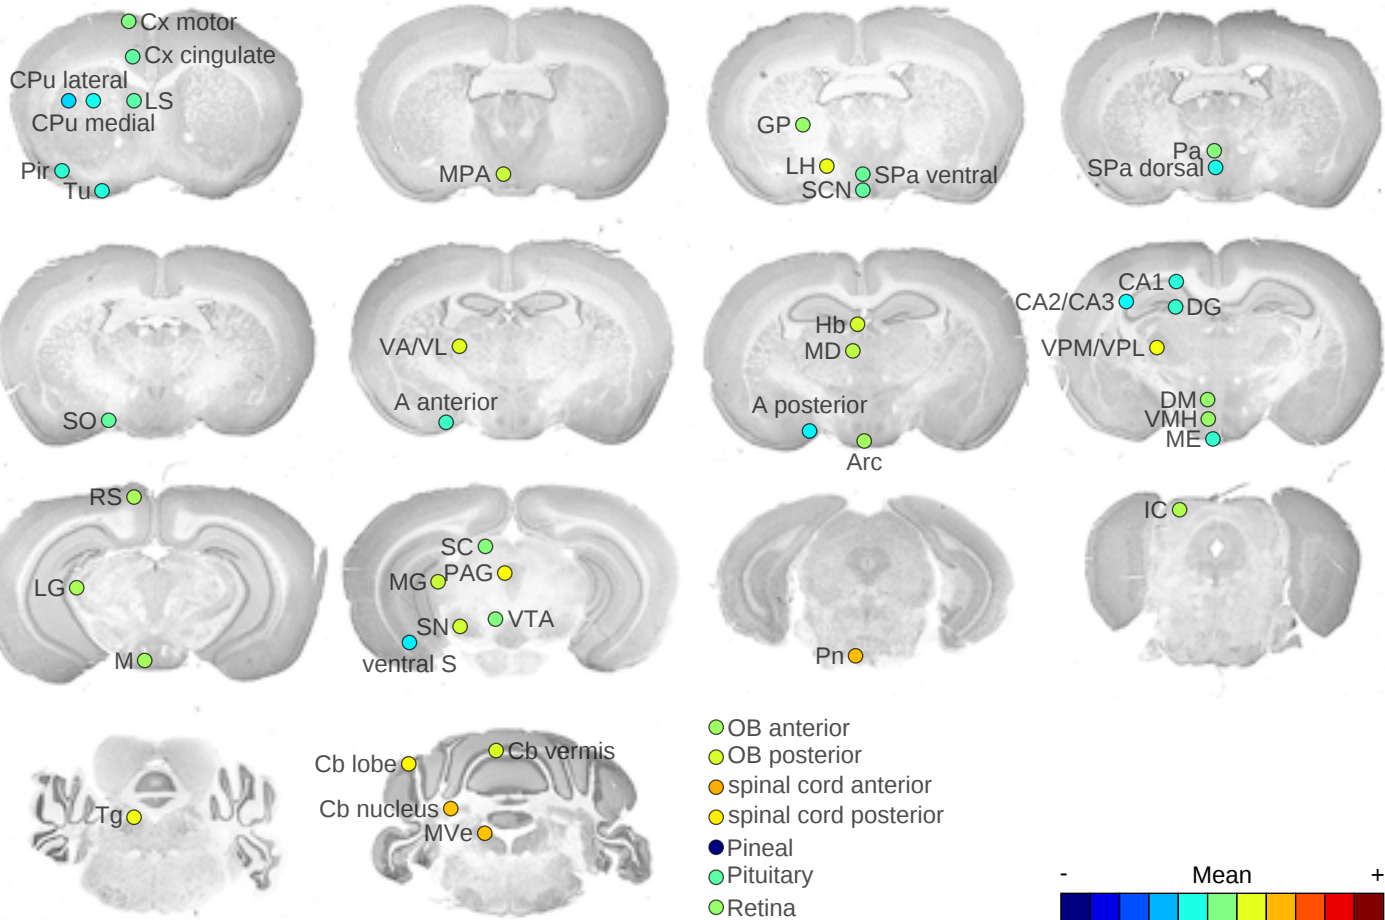 Cx motor
Cx cingulate
CPu lateral
LS
CPu medial
Pir
Tu
MPA
GP
LH
SPa ventral
SCN
Pa
SPa dorsal
SO
VA/VL
A anterior
Hb
MD
A posterior
Arc
CA1
CA2/CA3
DG
VPM/VPL
DM
VMH
ME
RS
LG
M
SC
MG
PAG
SN
VTA
ventral S
Pn
IC
Tg
Cb lobe
Cb vermis
Cb nucleus
MVe
OB anterior
OB posterior
spinal cord anterior
spinal cord posterior
Pineal
Pituitary
Retina
- Mean +